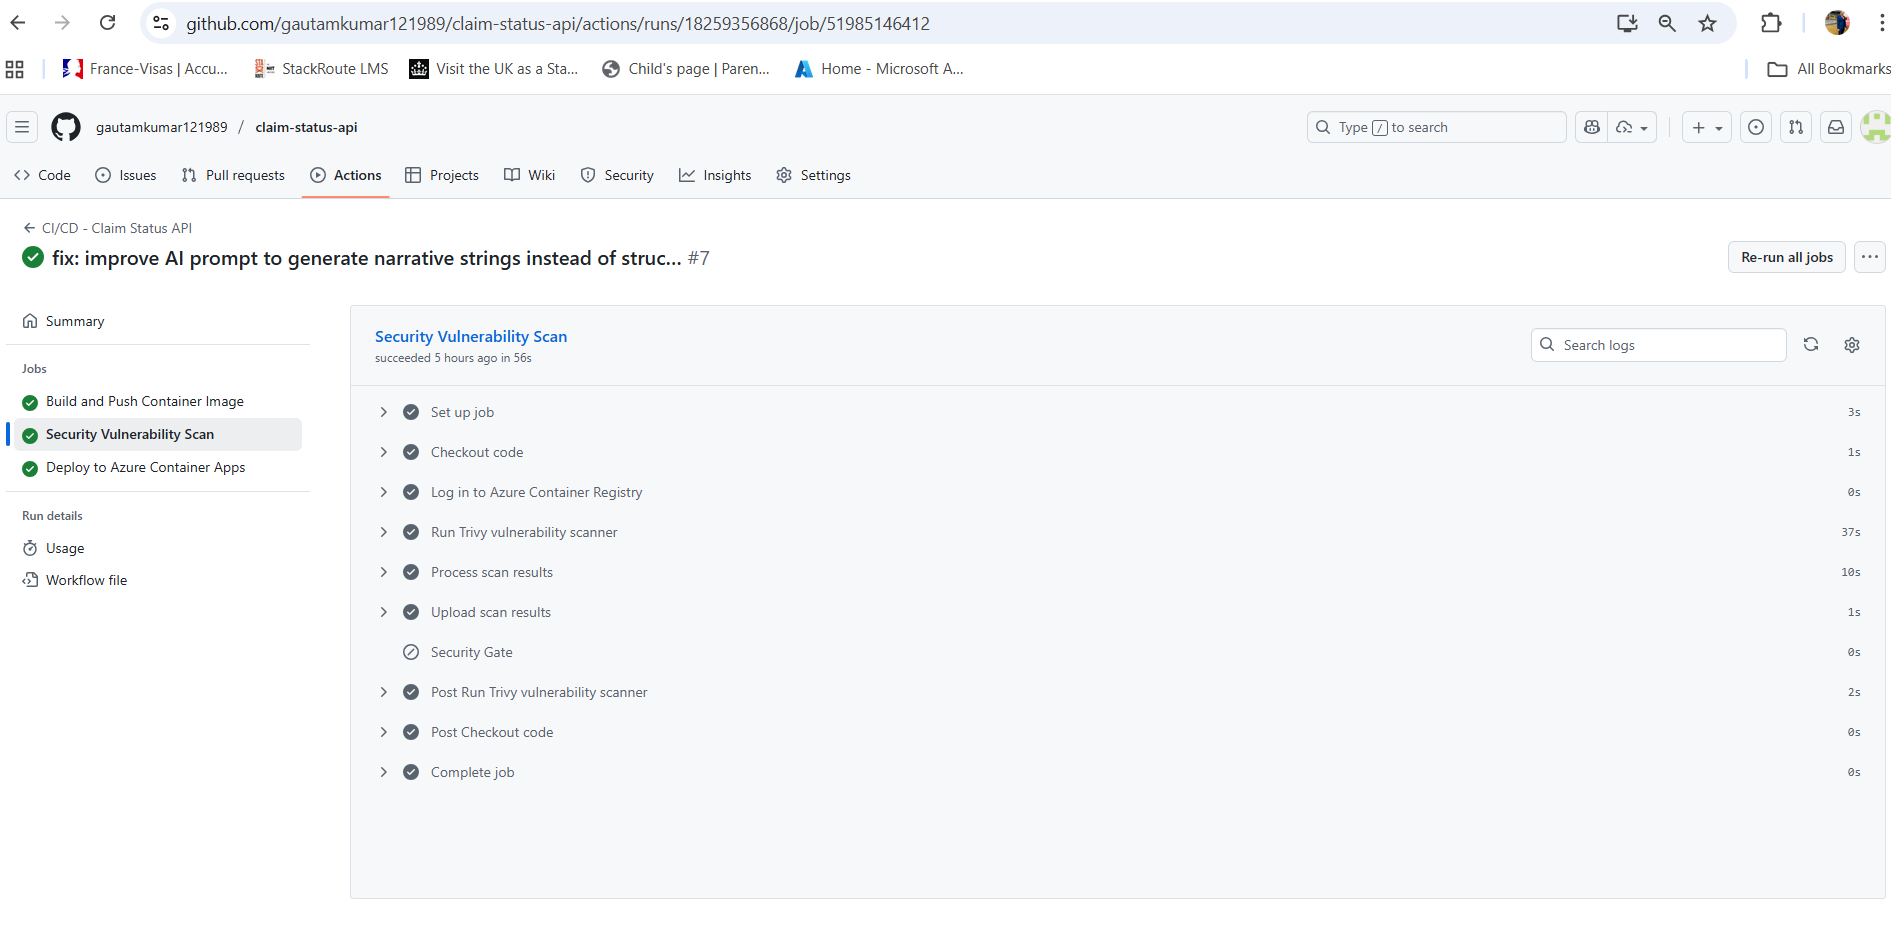 github.com/gautamkumar121989/claim-status-api/actions/runs/18259356868/job/51985146412
France-Visas | Accu...
StackRoute LMS
Visit the UK as a Sta...
Child's page | Paren...
Home - Microsoft A...
All Bookmarks
gautamkumar121989 / claim-status-api
Type / to search
Code
Issues
Pull requests
Actions
Projects
Wiki
Security
Insights
Settings
CI/CD - Claim Status API
fix: improve AI prompt to generate narrative strings instead of struc... #7
Re-run all jobs
Summary
Jobs
Build and Push Container Image
Security Vulnerability Scan
Deploy to Azure Container Apps
Run details
Usage
Workflow file
Security Vulnerability Scan
succeeded 5 hours ago in 56s
Search logs
Set up job 3s
Checkout code 1s
Log in to Azure Container Registry 0s
Run Trivy vulnerability scanner 37s
Process scan results 10s
Upload scan results 1s
Security Gate 0s
Post Run Trivy vulnerability scanner 2s
Post Checkout code 0s
Complete job 0s